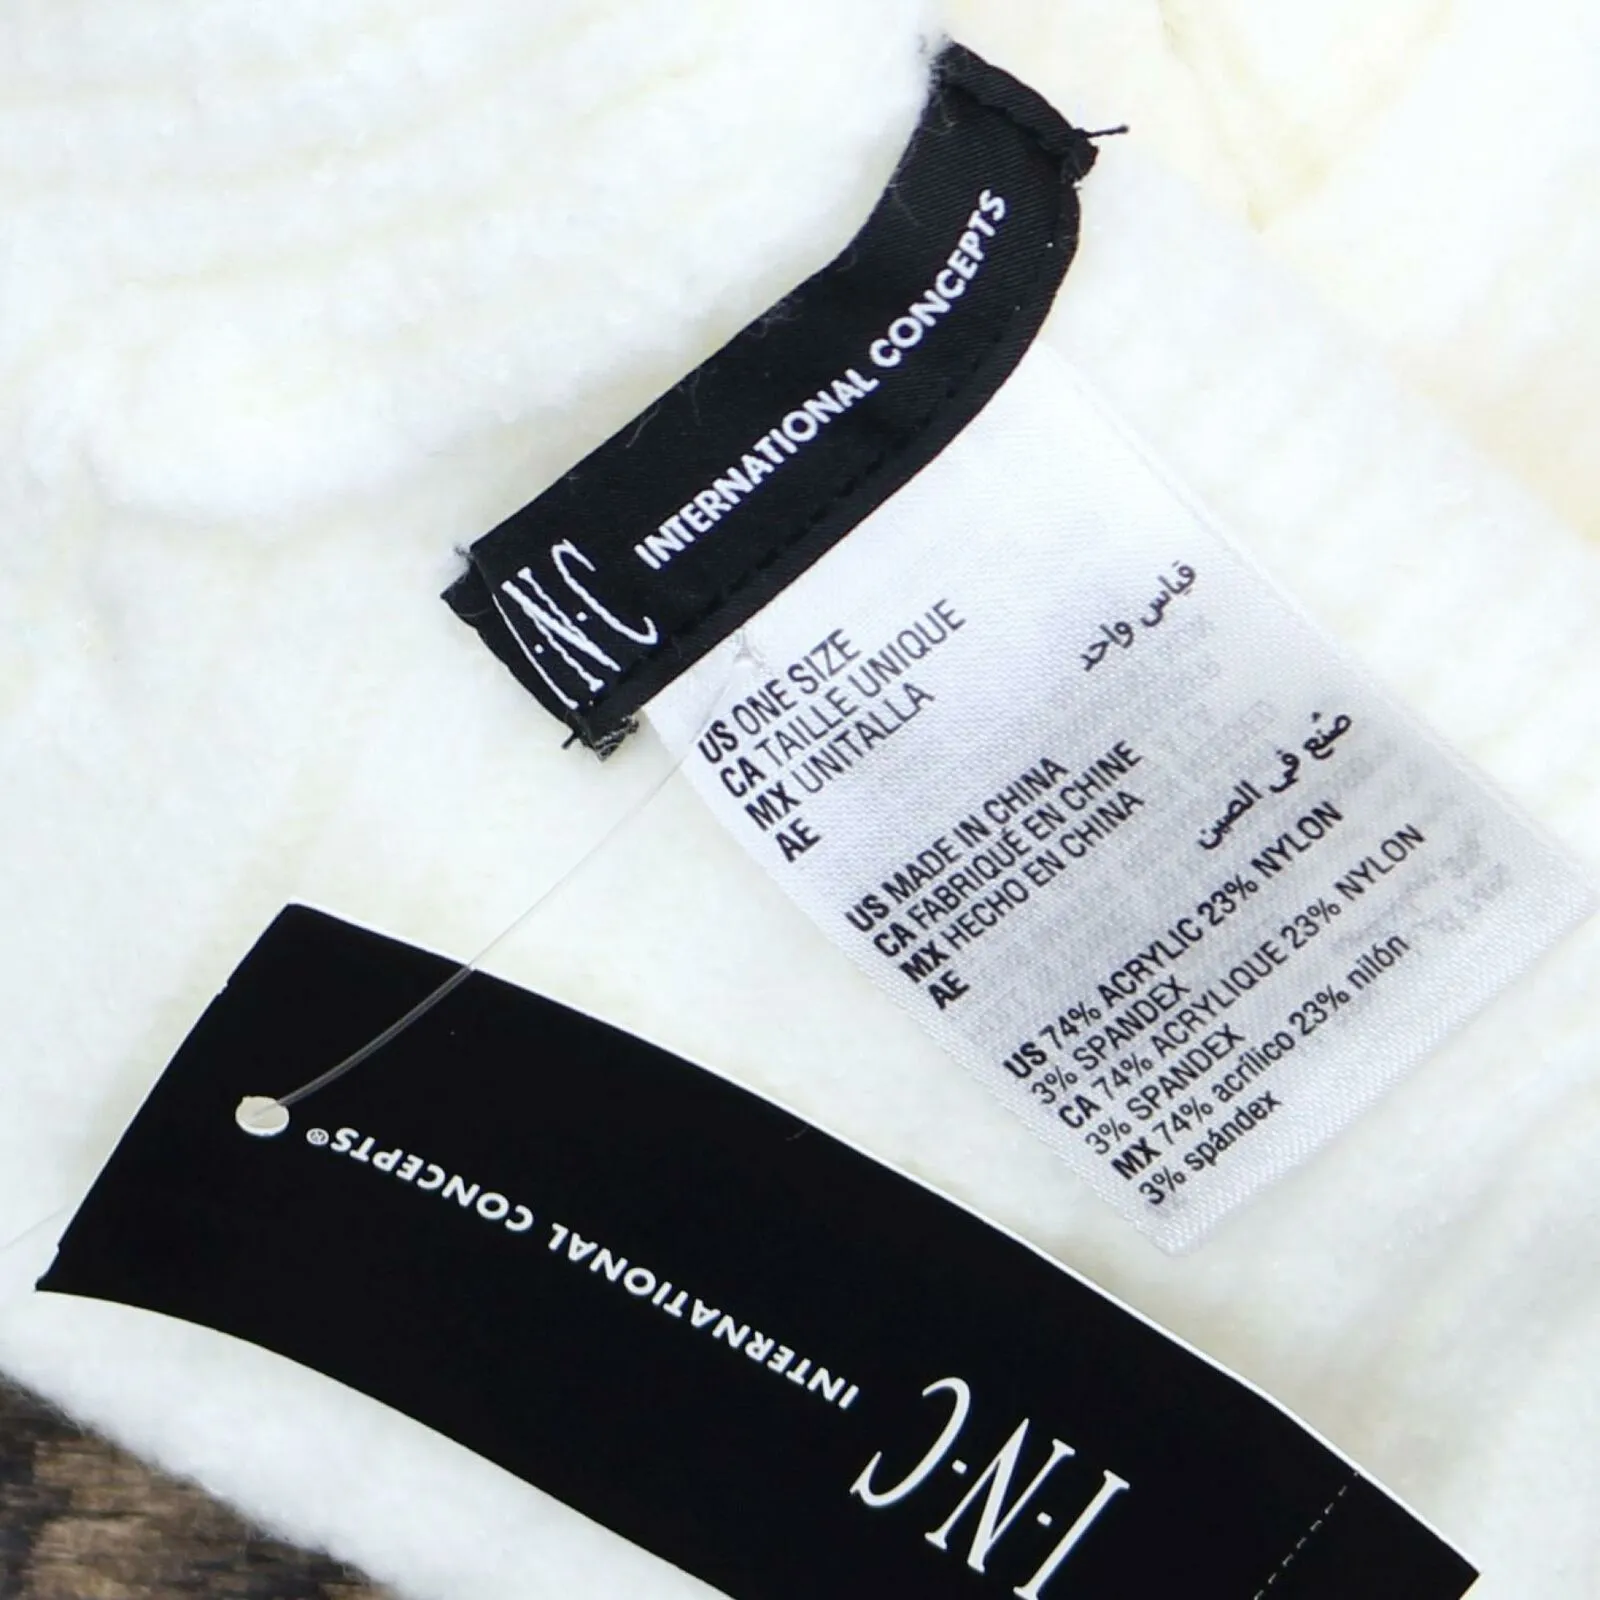 I·N·C INTERNATIONAL CONCEPTS
US ONE SIZE
CA TAILLE UNIQUE
MX UNITALLA
AE قياس واحد
US MADE IN CHINA
CA FABRIQUÉ EN CHINE
MX HECHO EN CHINA
AE صُنع في الصين
US 74% ACRYLIC 23% NYLON
3% SPANDEX
CA 74% ACRYLIQUE 23% NYLON
3% SPANDEX
MX 74% acrílico 23% nilón
3% spándex
I·N·C
INTERNATIONAL CONCEPTS®